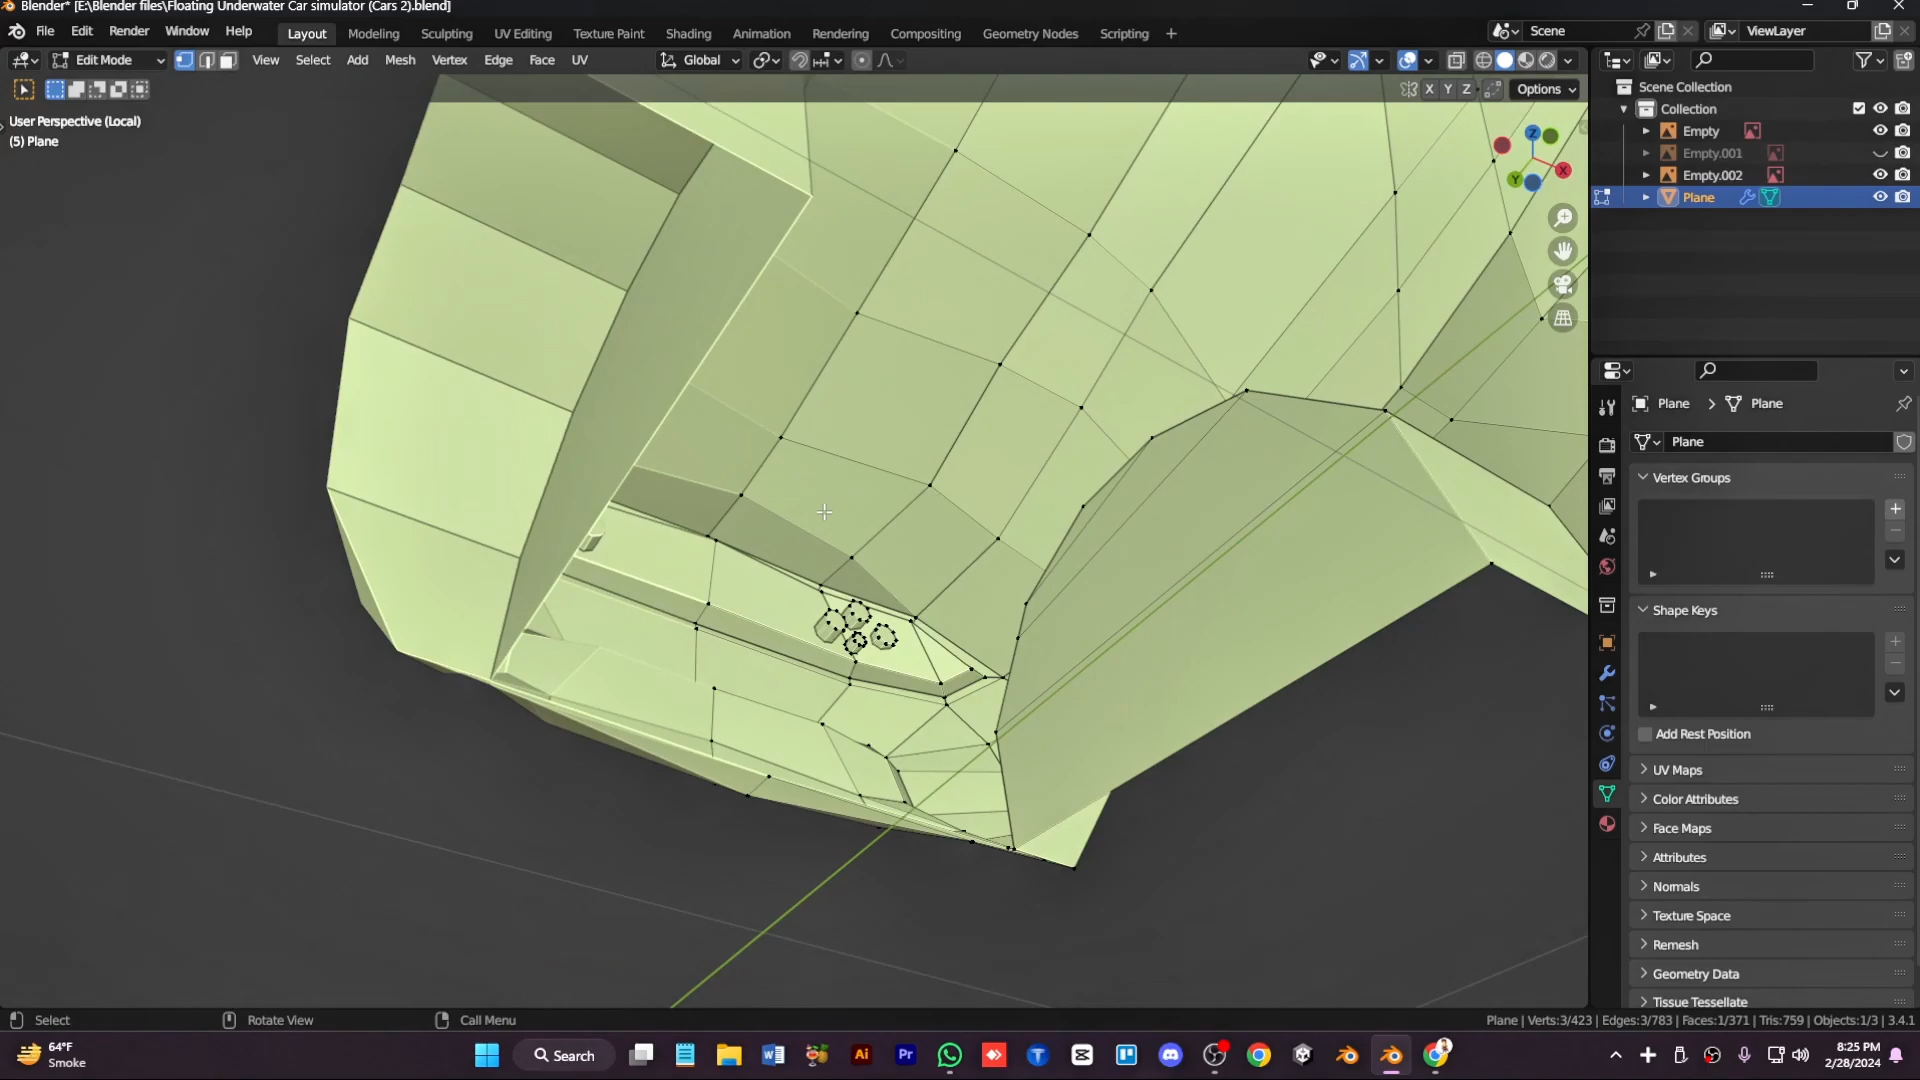 Blender* [E:\Blender files\Floating Underwater Car simulator (Cars 2).blend]
File Edit Render Window Help Layout Modeling Sculpting UV Editing Texture Paint Shading Animation Rendering Compositing Geometry Nodes Scripting + Scene ViewLayer
Edit Mode View Select Add Mesh Vertex Edge Face UV Global
X Y Z Options
User Perspective (Local)
(5) Plane
Z
X
Y
Scene Collection
Collection
Empty
Empty.001
Empty.002
Plane
Plane > Plane
Plane
Vertex Groups
Shape Keys
Add Rest Position
UV Maps
Color Attributes
Face Maps
Attributes
Normals
Texture Space
Remesh
Geometry Data
Tissue Tessellate
Select Rotate View Call Menu Plane | Verts:3/423 | Edges:3/783 | Faces:1/371 | Tris:759 | Objects:1/3 | 3.4.1
64°F
Smoke
Search
Ai
Pr
8:25 PM
2/28/2024